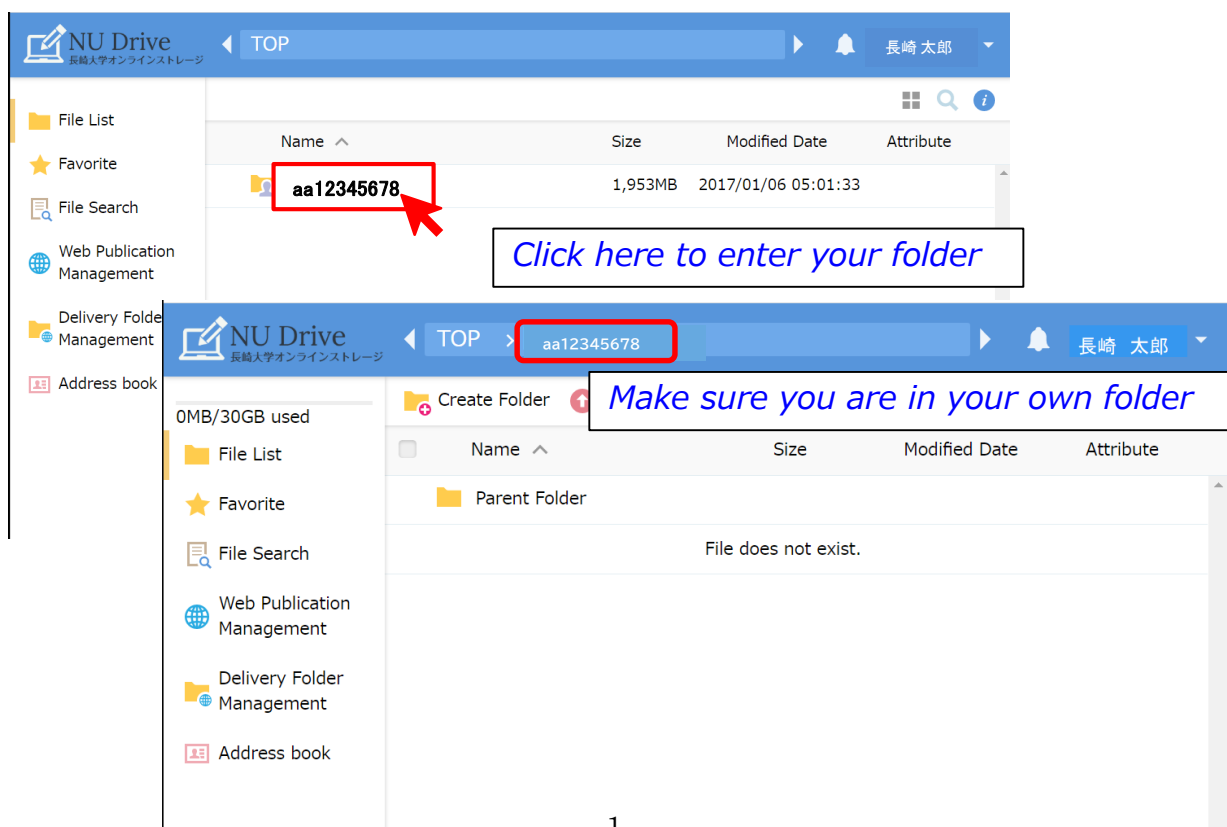 NU Drive
長崎大学オンラインストレージ
TOP
長崎 太郎
File List
Favorite
File Search
Web Publication
Management
Delivery Folde
Management
Address book
Name
Size
Modified Date
Attribute
aa12345678
1,953MB
2017/01/06 05:01:33
Click here to enter your folder
NU Drive
長崎大学オンラインストレージ
TOP > aa12345678
長崎 太郎
Make sure you are in your own folder
0MB/30GB used
File List
Favorite
File Search
Web Publication
Management
Delivery Folder
Management
Address book
Create Folder
Name
Size
Modified Date
Attribute
Parent Folder
File does not exist.
1